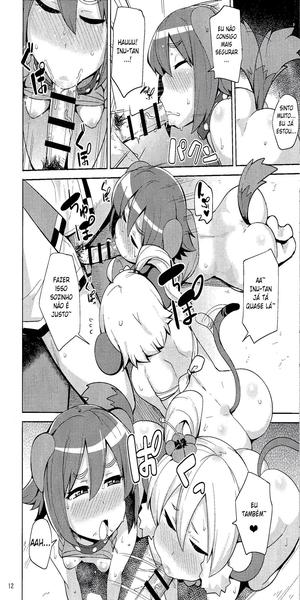 EU NÃO
CONSIGO
MAIS
SEGURAR...
SINTO
MUITO...
EU JÁ
ESTOU...
HAUUU!
INU-TAN!
AA~
INU-TAN
JÁ TÁ
QUASE LÁ~
FAZER
ISSO
SOZINHO
NÃO É
JUSTO~
EU
TAMBÉM~
♥
AAH...
12